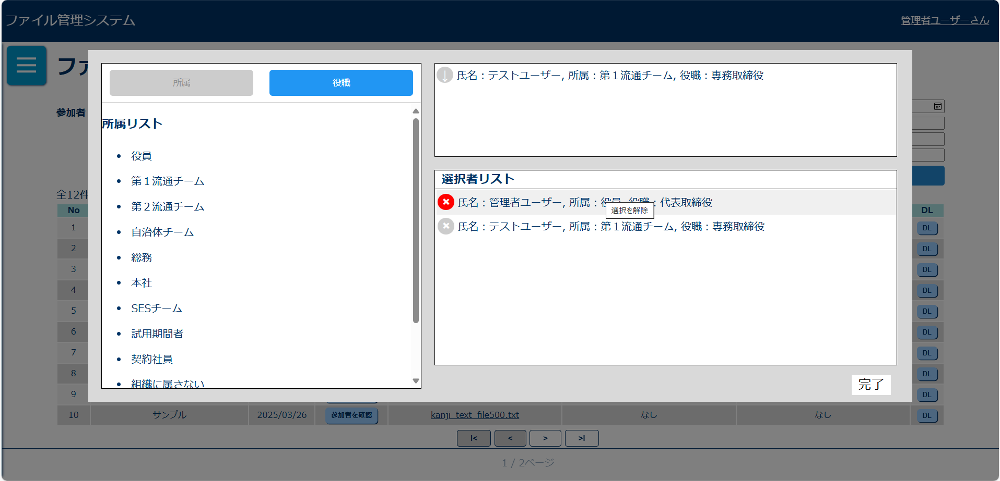 ファイル管理システム
管理者ユーザーさん
ファ
所属
役職
所属リスト
役員
第１流通チーム
第２流通チーム
自治体チーム
総務
本社
SESチーム
試用期間者
契約社員
組織に属さない
氏名：テストユーザー, 所属：第１流通チーム, 役職：専務取締役
選択者リスト
氏名：管理者ユーザー, 所属：役員, 役職：代表取締役
選択を解除
氏名：テストユーザー, 所属：第１流通チーム, 役職：専務取締役
完了
参加者
全12件
No DL
1 DL
2 DL
3 DL
4 DL
5 DL
6 DL
7 DL
8 DL
9 DL
10 サンプル 2025/03/26 参加者を確認 kanji_text_file500.txt なし なし DL
|< < > >|
1 / 2ページ